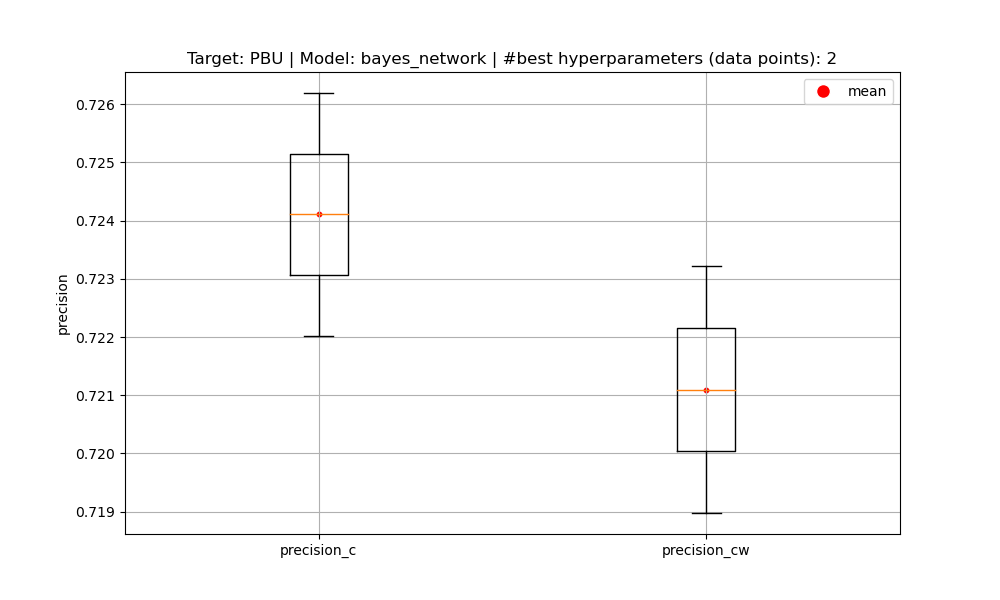 Target: PBU | Model: bayes_network | #best hyperparameters (data points): 2
mean
0.726
0.725
0.724
0.723
0.722
0.721
0.720
0.719
precision
precision_c
precision_cw